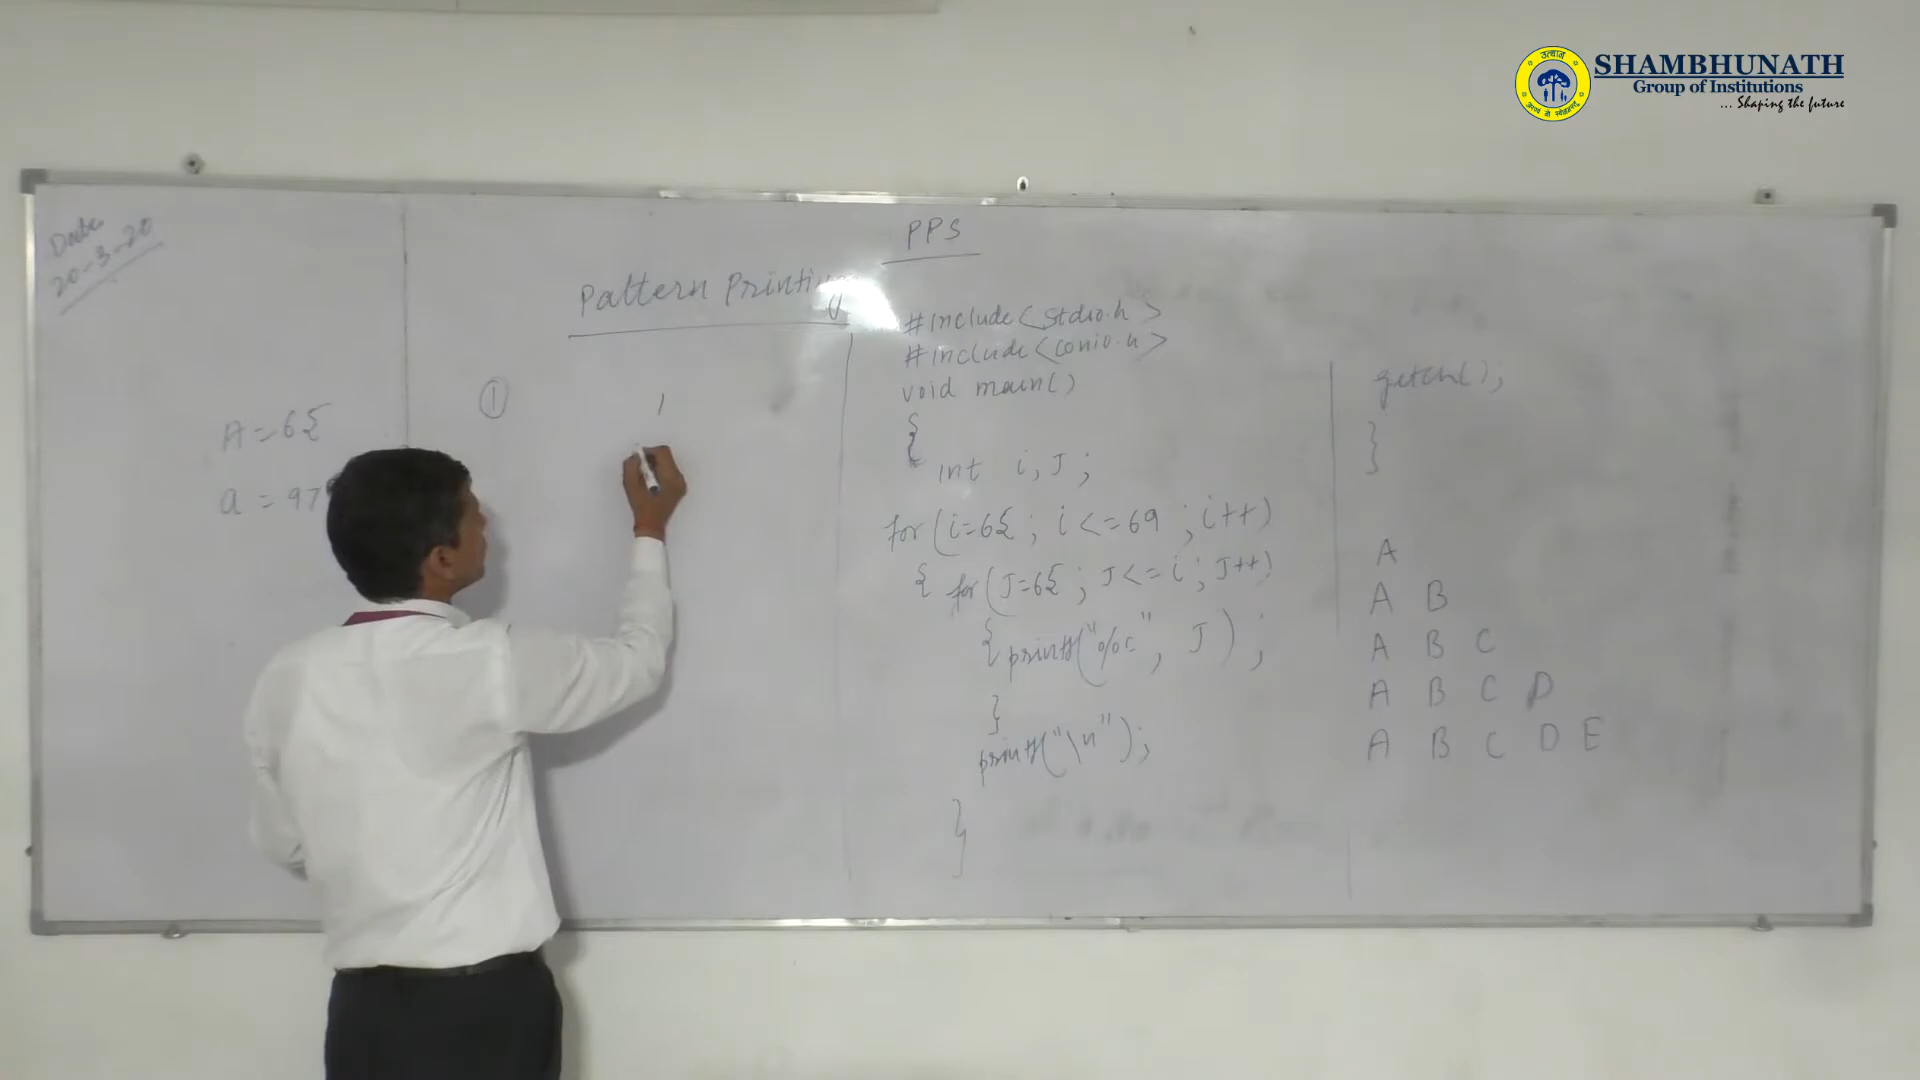 उत्थान
SHAMBHUNATH
Group of Institutions
... Shaping the future
Date
20-3-20
PPS
Pattern Printing
A = 65
a = 97
①
1
#include<stdio.h>
#include<conio.h>
void main()
{
int i, J ;
for (i=65 ; i <= 69 ; i++)
{ for (J=65 ; J <= i ; J++)
{ printf("%c", J ) ;
}
printf("\n");
}
getch();
}
A
A B
A B C
A B C D
A B C D E